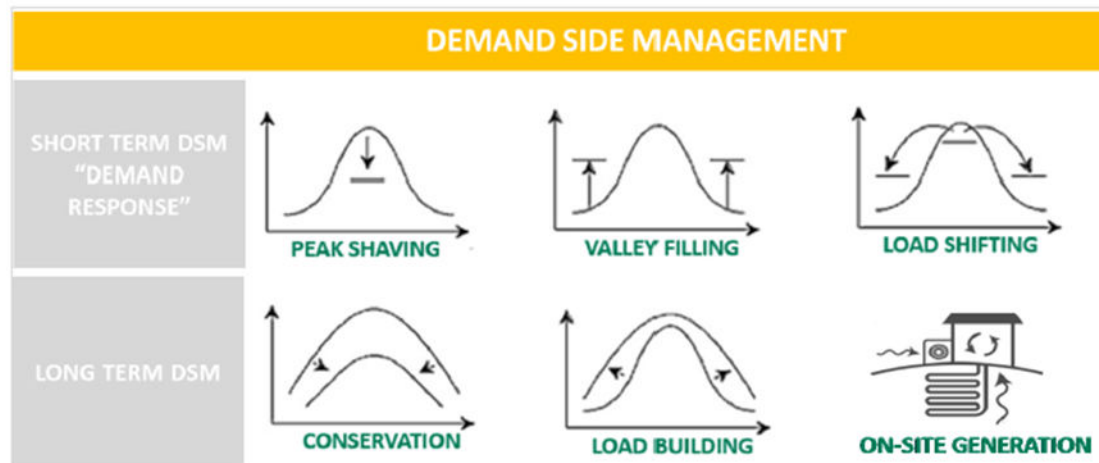 DEMAND SIDE MANAGEMENT
SHORT TERM DSM
“DEMAND
RESPONSE”
PEAK SHAVING
VALLEY FILLING
LOAD SHIFTING
LONG TERM DSM
CONSERVATION
LOAD BUILDING
ON-SITE GENERATION